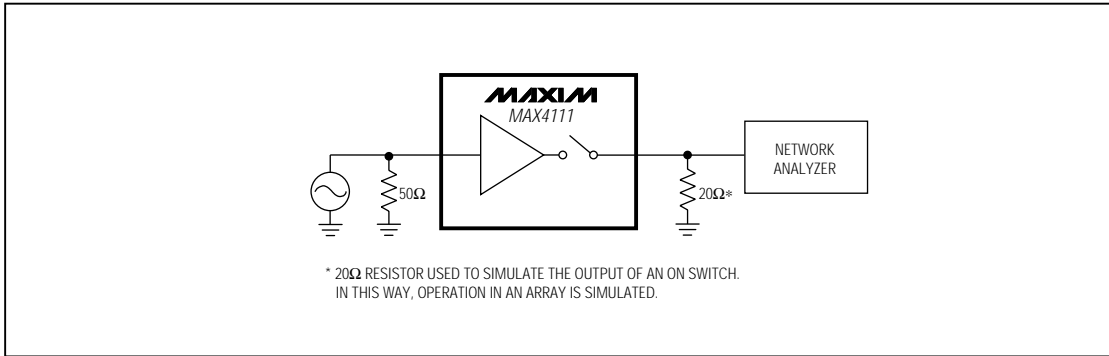 MAXIM
MAX4111
50Ω
20Ω*
NETWORK
ANALYZER
* 20Ω RESISTOR USED TO SIMULATE THE OUTPUT OF AN ON SWITCH.
IN THIS WAY, OPERATION IN AN ARRAY IS SIMULATED.